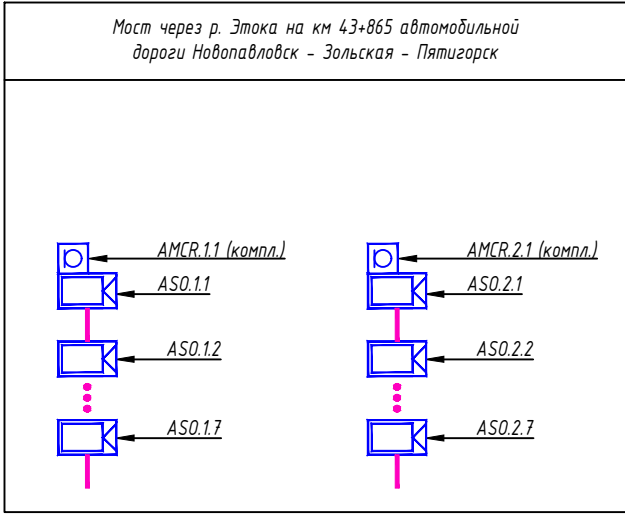 Мост через р. Этока на км 43+865 автомобильной
дороги Новопавловск - Зольская - Пятигорск
AMCR.1.1 (компл.)
ASO.1.1
ASO.1.2
ASO.1.7
AMCR.2.1 (компл.)
ASO.2.1
ASO.2.2
ASO.2.7